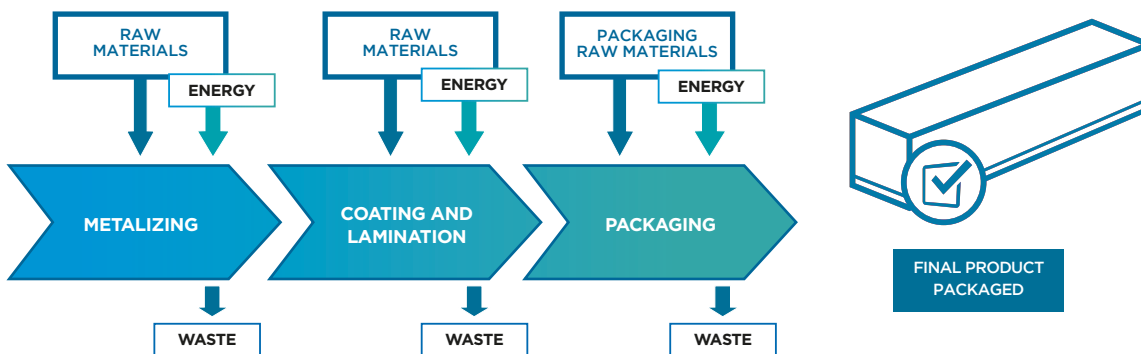 RAW
MATERIALS
ENERGY
RAW
MATERIALS
ENERGY
PACKAGING
RAW MATERIALS
ENERGY
METALIZING
COATING AND
LAMINATION
PACKAGING
FINAL PRODUCT
PACKAGED
WASTE
WASTE
WASTE